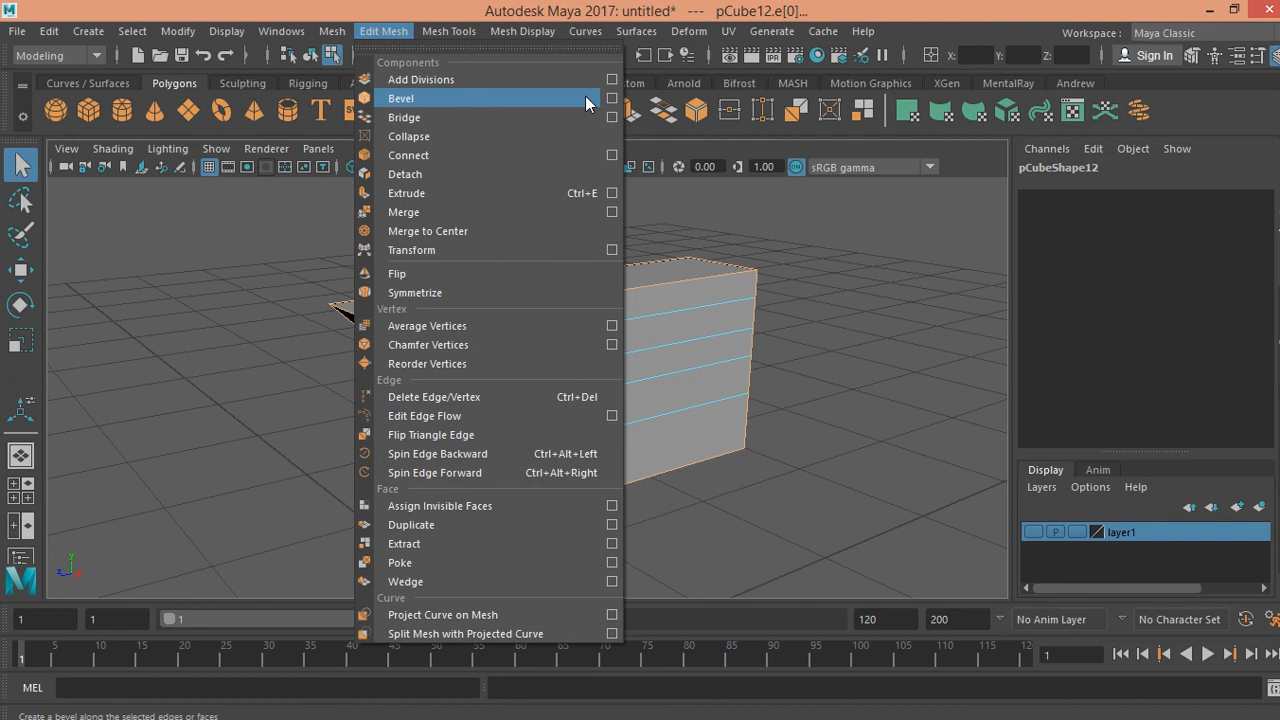 Autodesk Maya 2017: untitled* --- pCube12.e[0]...
File Edit Create Select Modify Display Windows Mesh Edit Mesh Mesh Tools Mesh Display Curves Surfaces Deform UV Generate Cache Help
Workspace : Maya Classic
Modeling X: Y: Z: Sign In
Curves / Surfaces Polygons Sculpting Rigging Arnold Bifrost MASH Motion Graphics XGen MentalRay Andrew
View Shading Lighting Show Renderer Panels
0.00 1.00 ON sRGB gamma
Components
Add Divisions
Bevel
Bridge
Collapse
Connect
Detach
Extrude Ctrl+E
Merge
Merge to Center
Transform
Flip
Symmetrize
Vertex
Average Vertices
Chamfer Vertices
Reorder Vertices
Edge
Delete Edge/Vertex Ctrl+Del
Edit Edge Flow
Flip Triangle Edge
Spin Edge Backward Ctrl+Alt+Left
Spin Edge Forward Ctrl+Alt+Right
Face
Assign Invisible Faces
Duplicate
Extract
Poke
Wedge
Curve
Project Curve on Mesh
Split Mesh with Projected Curve
Channels Edit Object Show
pCubeShape12
Display Anim
Layers Options Help
P layer1
y
z x
1 1 1 120 200 No Anim Layer No Character Set
1 5 10 15 20 25 30 35 40 45 50 55 60 65 70 75 80 85 90 95 100 105 110 115 120 1
MEL
Create a bevel along the selected edges or faces